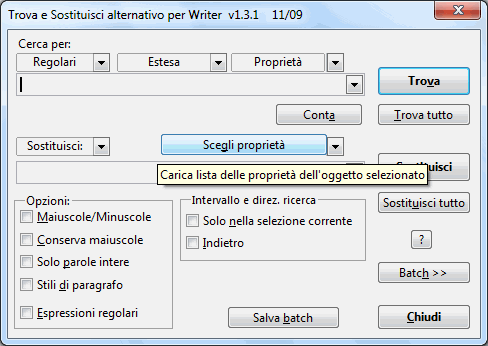 Trova e Sostituisci alternativo per Writer  v1.3.1    11/09
Cerca per:
Regolari Estesa Proprietà
Trova
Conta Trova tutto
Sostituisci: Scegli proprietà
Carica lista delle proprietà dell'oggetto selezionato
Opzioni:
Maiuscole/Minuscole
Conserva maiuscole
Solo parole intere
Stili di paragrafo
Espressioni regolari
Intervallo e direz. ricerca
Solo nella selezione corrente
Indietro
Sostituisci tutto
?
Batch >>
Salva batch
Chiudi